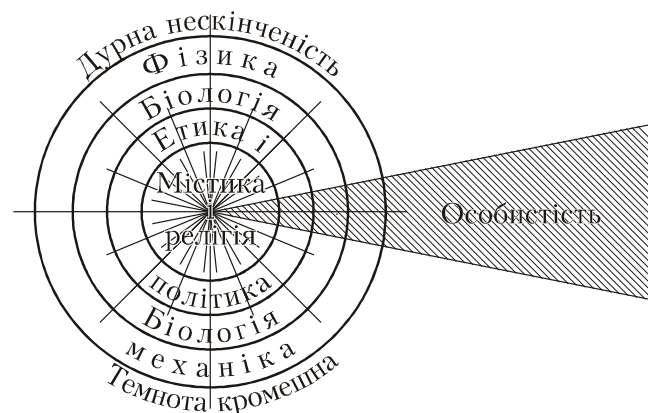 Дурна нескінченість
Фізика
Біологія
Етика і
Містика
І
релігія
Особистість
політика
Біологія
механіка
Темнота кромешна